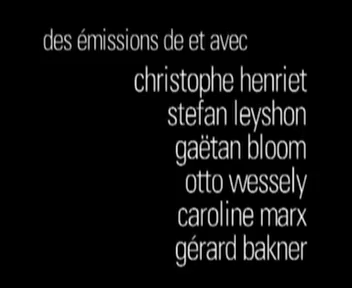 des émissions de et avec
christophe henriet
stefan leyshon
gaëtan bloom
otto wessely
caroline marx
gérard bakner